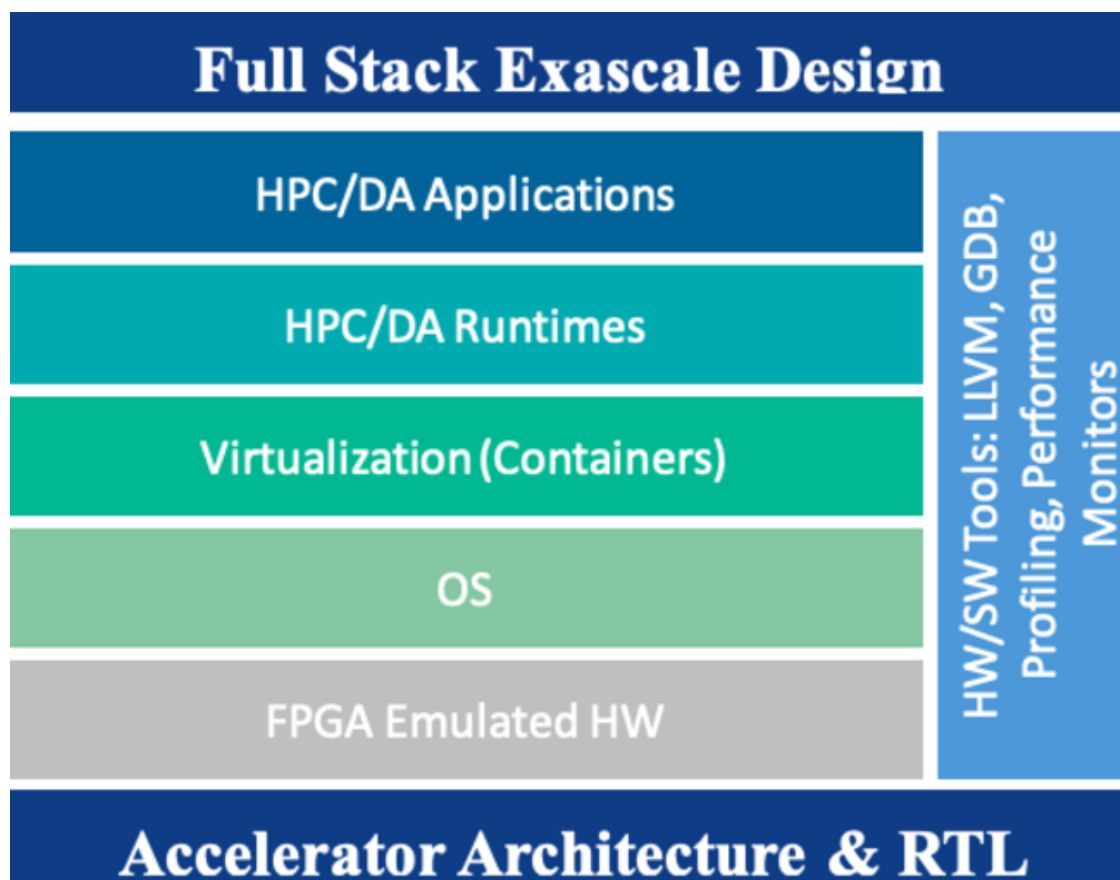 Full Stack Exascale Design
HPC/DA Applications
HPC/DA Runtimes
Virtualization (Containers)
OS
FPGA Emulated HW
HW/SW Tools: LLVM, GDB,
Profiling, Performance
Monitors
Accelerator Architecture & RTL